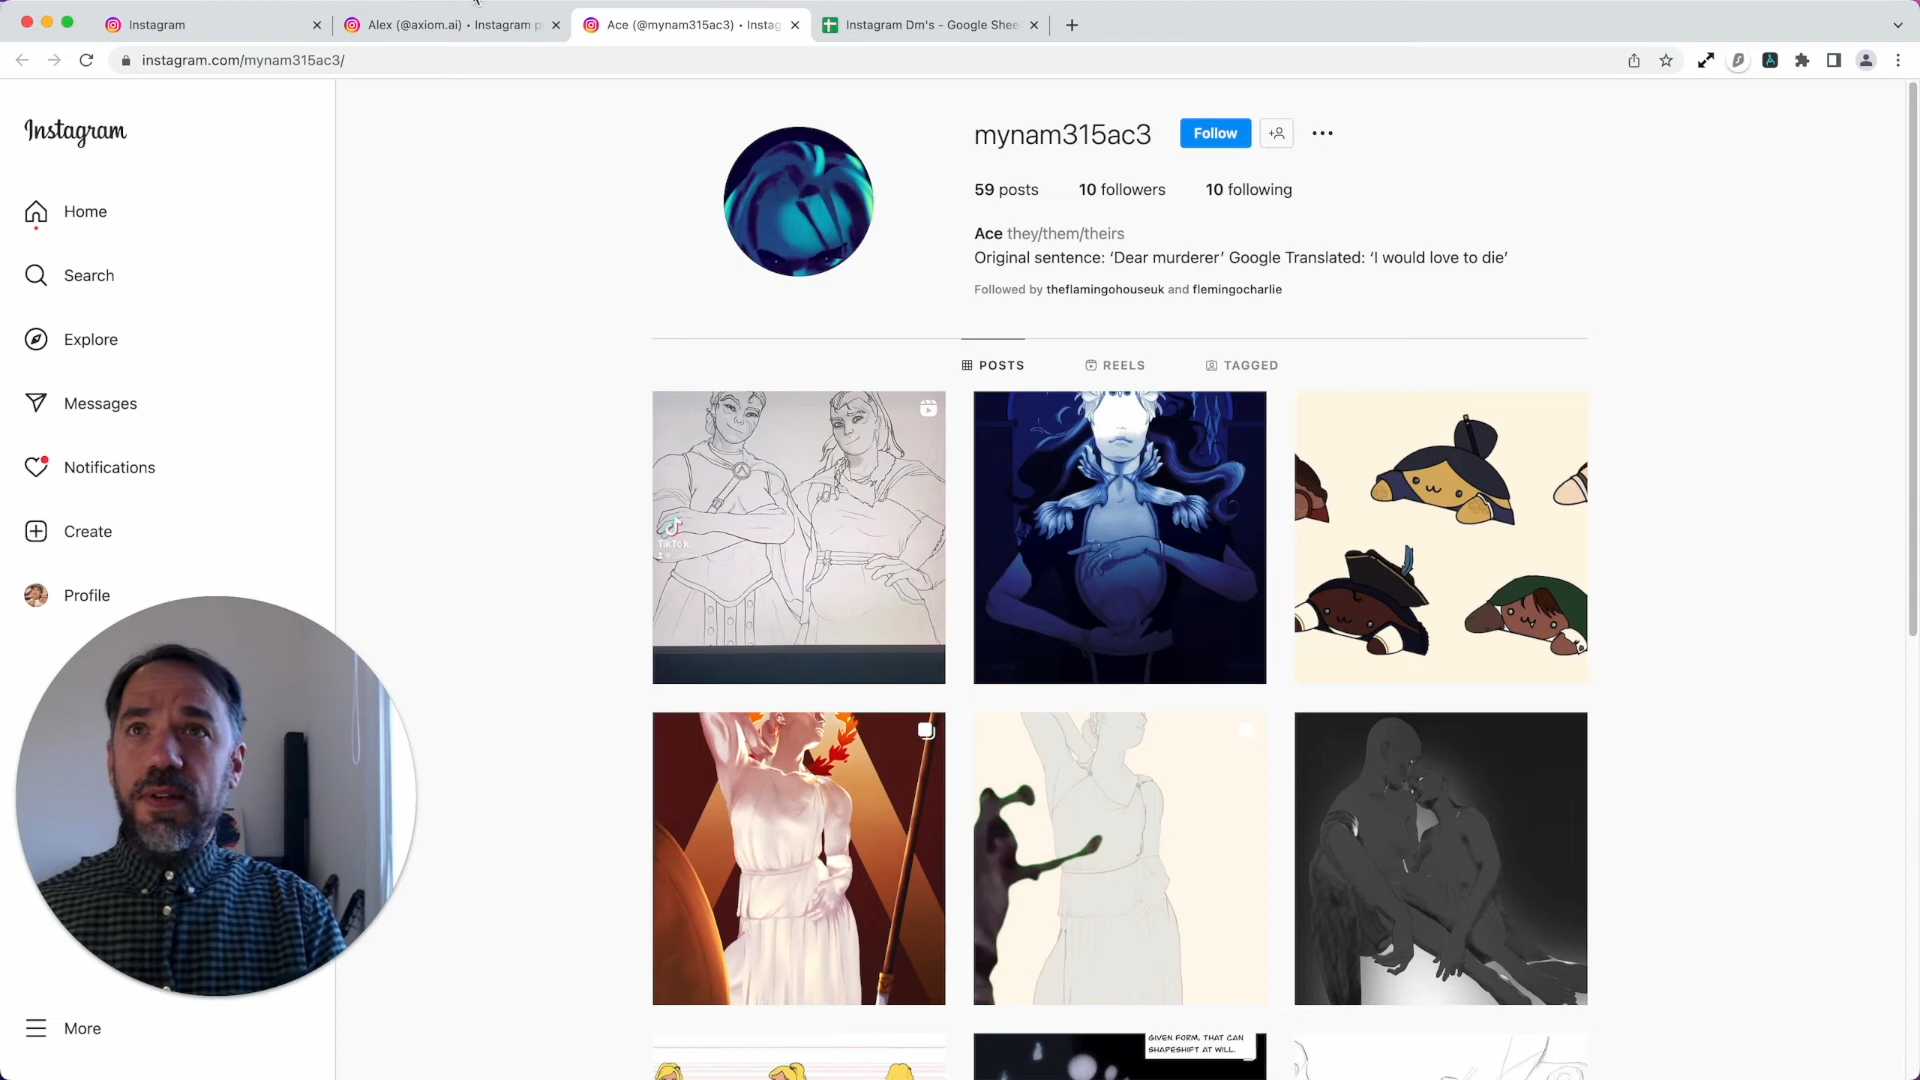 Instagram
Alex (@axiom.ai) • Instagram p
Ace (@mynam315ac3) • Instag
Instagram Dm's - Google Shee
instagram.com/mynam315ac3/
Instagram
Home
Search
Explore
Messages
Notifications
Create
Profile
More
mynam315ac3
Follow
59 posts
10 followers
10 following
Ace they/them/theirs
Original sentence: ‘Dear murderer’ Google Translated: ‘I would love to die’
Followed by theflamingohouseuk and flemingocharlie
POSTS
REELS
TAGGED
TikTok
GIVEN FORM, THAT CAN
SHAPESHIFT AT WILL.